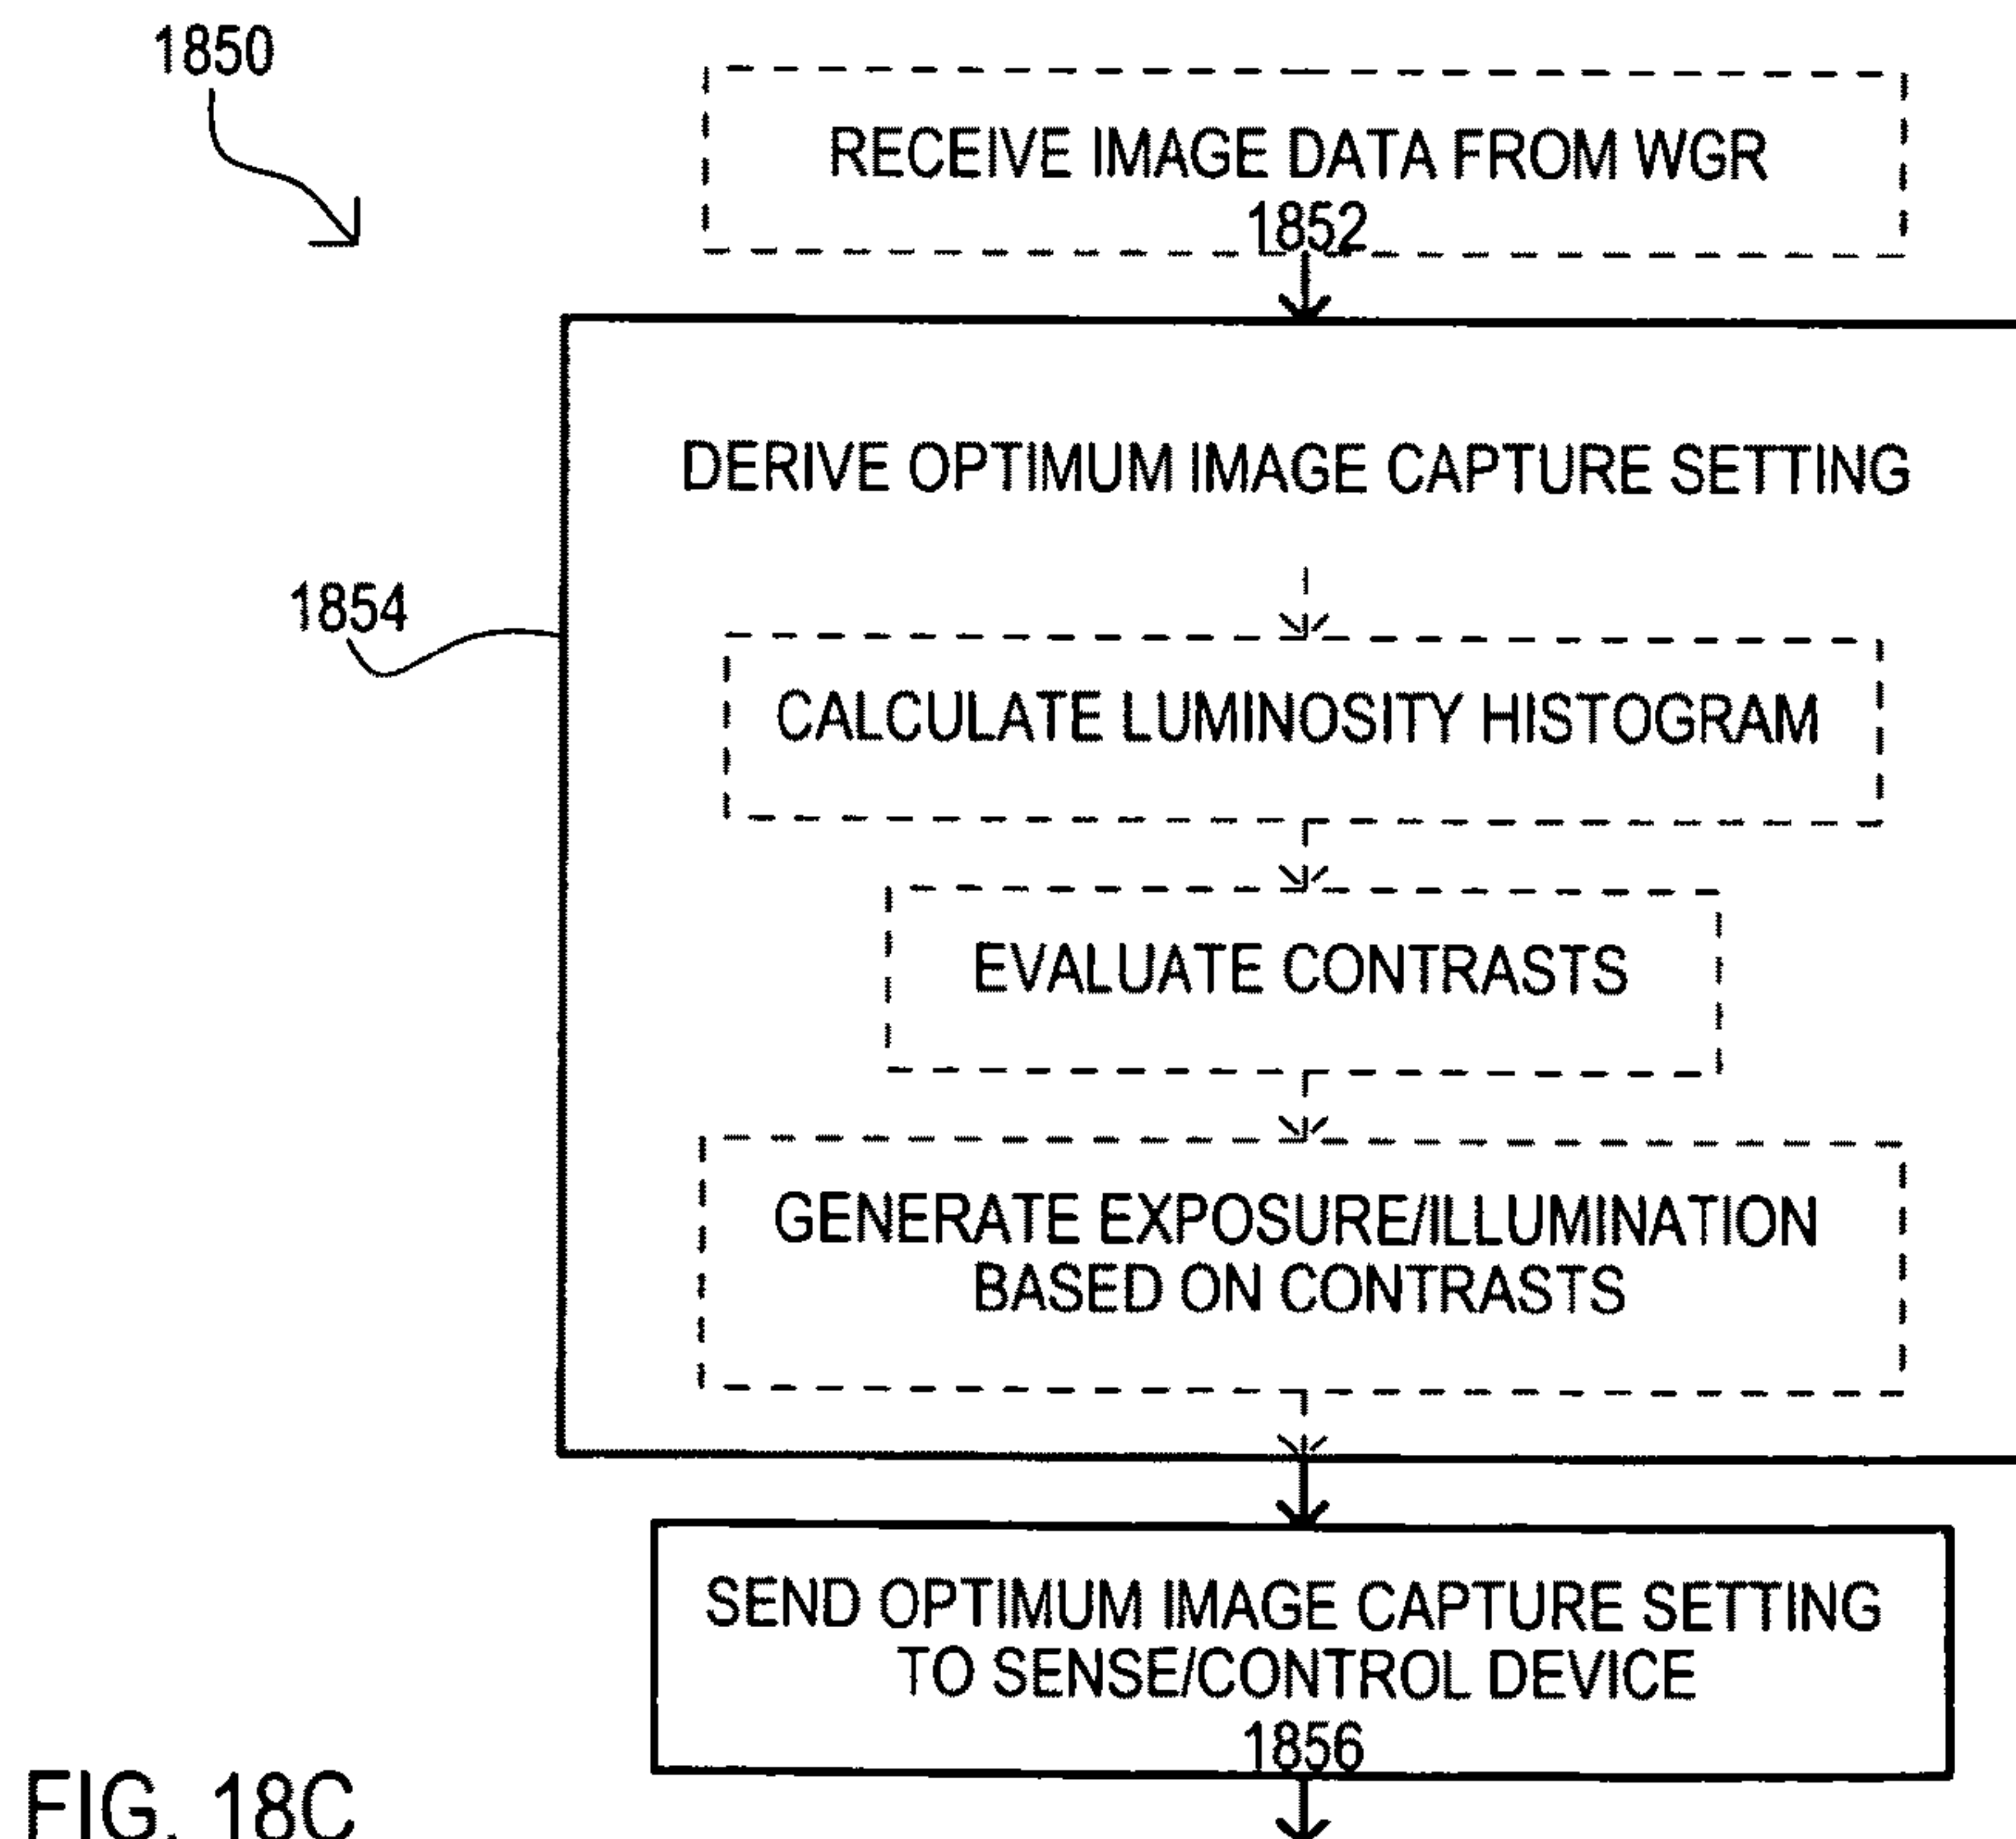 1850
RECEIVE IMAGE DATA FROM WGR
1852
DERIVE OPTIMUM IMAGE CAPTURE SETTING
1854
CALCULATE LUMINOSITY HISTOGRAM
EVALUATE CONTRASTS
GENERATE EXPOSURE/ILLUMINATION
BASED ON CONTRASTS
SEND OPTIMUM IMAGE CAPTURE SETTING
TO SENSE/CONTROL DEVICE
1856
FIG. 18C